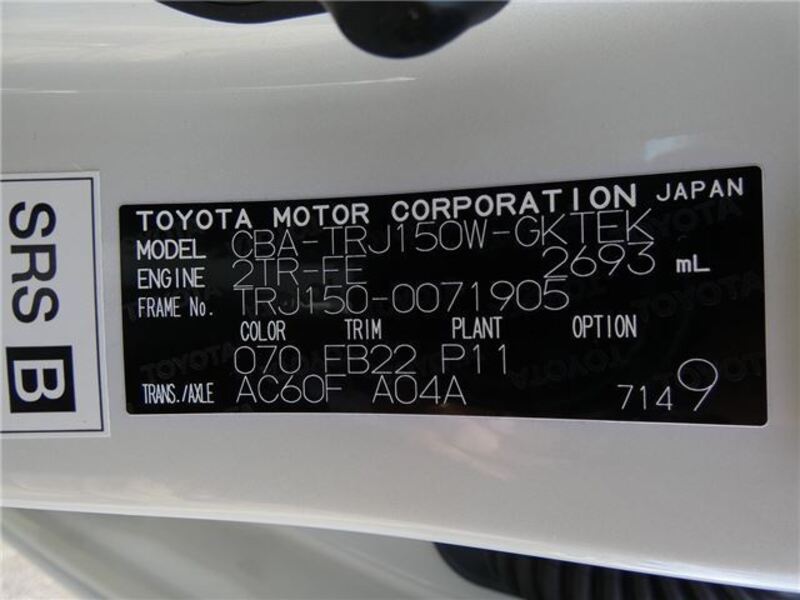 SRS B
TOYOTA MOTOR CORPORATION JAPAN
MODEL CBA-TRJ150W-GKTEK
ENGINE 2TR-FE 2693 mL
FRAME No. TRJ150-0071905
COLOR TRIM PLANT OPTION
070 FB22 P11
TRANS./AXLE AC60F A04A 7149